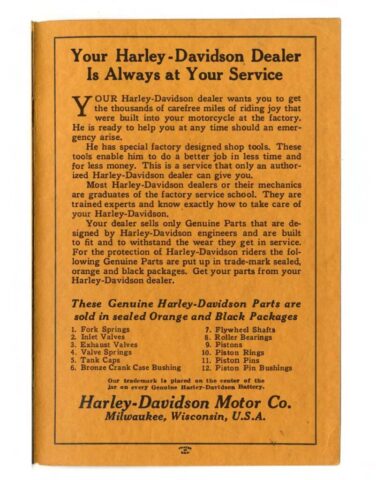 Your Harley-Davidson Dealer
Is Always at Your Service
YOUR Harley-Davidson dealer wants you to get
the thousands of carefree miles of riding joy that
were built into your motorcycle at the factory.
He is ready to help you at any time should an emer-
gency arise.
He has special factory designed shop tools. These
tools enable him to do a better job in less time and
for less money. This is a service that only an author-
ized Harley-Davidson dealer can give you.
Most Harley-Davidson dealers or their mechanics
are graduates of the factory service school. They are
trained experts and know exactly how to take care of
your Harley-Davidson.
Your dealer sells only Genuine Parts that are de-
signed by Harley-Davidson engineers and are built
to fit and to withstand the wear they get in service.
For the protection of Harley-Davidson riders the fol-
lowing Genuine Parts are put up in trade-mark sealed,
orange and black packages. Get your parts from your
Harley-Davidson dealer.
These Genuine Harley-Davidson Parts are
sold in sealed Orange and Black Packages
1. Fork Springs
2. Inlet Valves
3. Exhaust Valves
4. Valve Springs
5. Tank Caps
6. Bronze Crank Case Bushing
7. Flywheel Shafts
8. Roller Bearings
9. Pistons
10. Piston Rings
11. Piston Pins
12. Piston Pin Bushings
Our trademark is placed on the center of the
jar on every Genuine Harley-Davidson Battery.
Harley-Davidson Motor Co.
Milwaukee, Wisconsin, U.S.A.